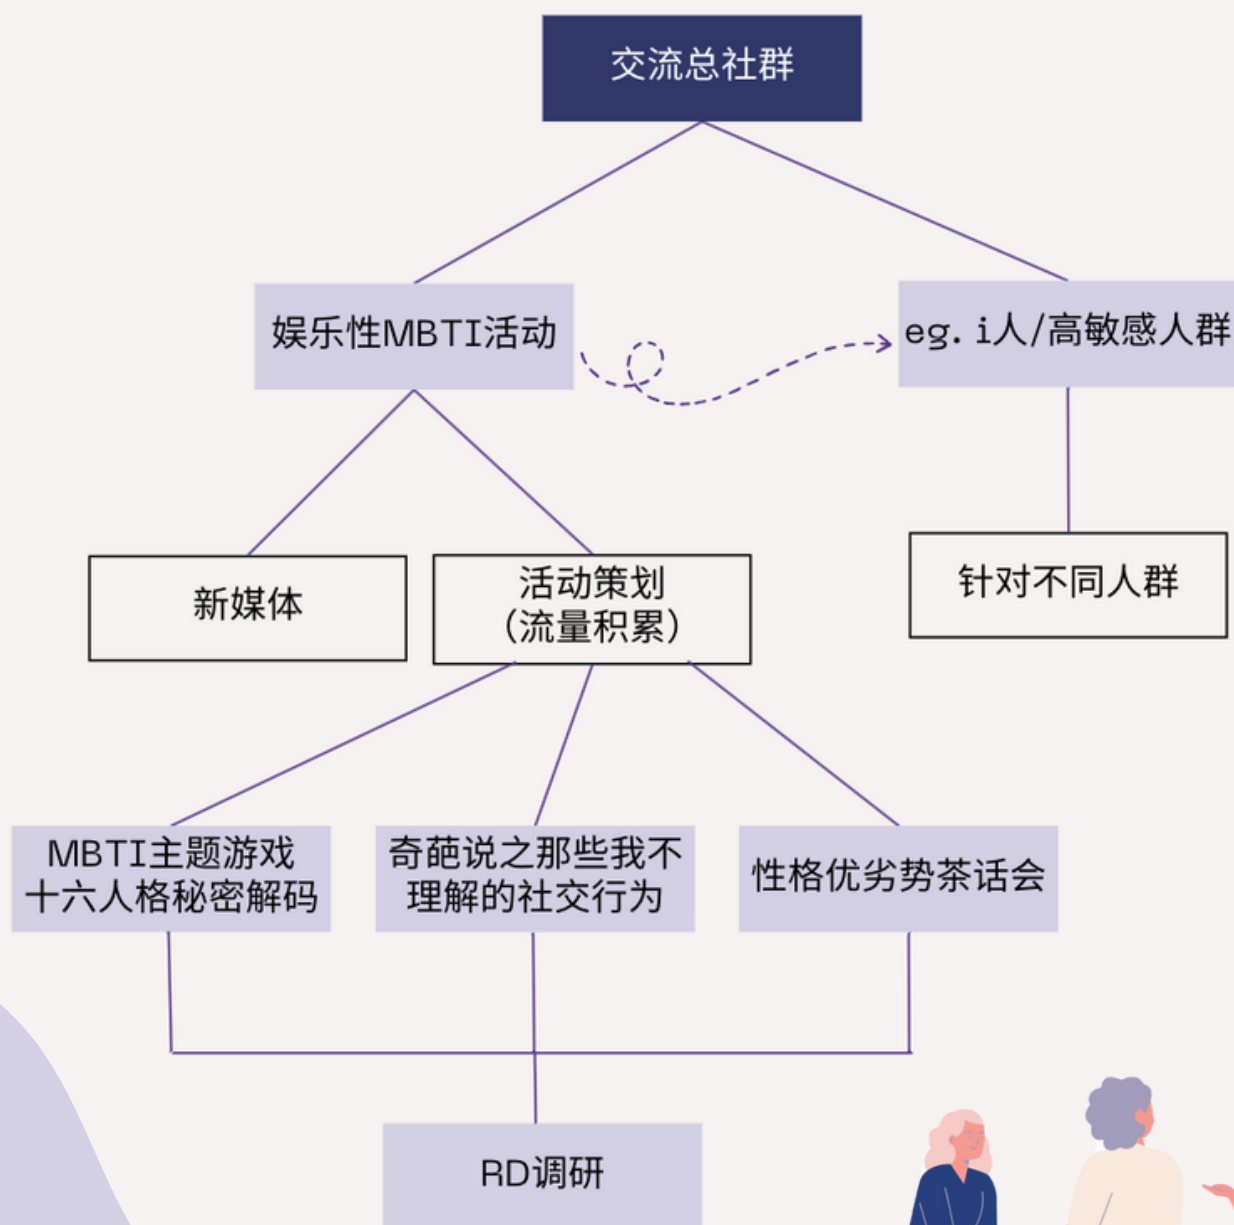 交流总社群
娱乐性MBTI活动
eg. i人/高敏感人群
新媒体
活动策划
（流量积累）
针对不同人群
MBTI主题游戏
十六人格秘密解码
奇葩说之那些我不
理解的社交行为
性格优劣势茶话会
RD调研